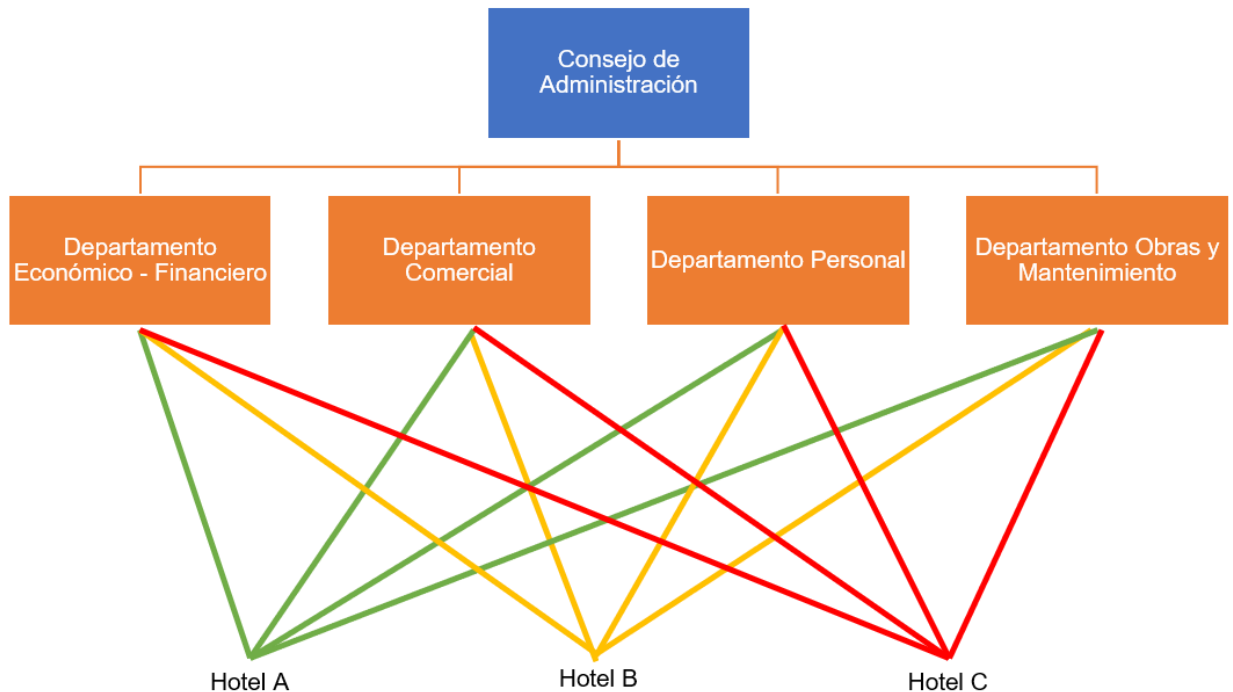 Consejo de
Administración
Departamento
Económico - Financiero
Departamento
Comercial
Departamento Personal
Departamento Obras y
Mantenimiento
Hotel A
Hotel B
Hotel C